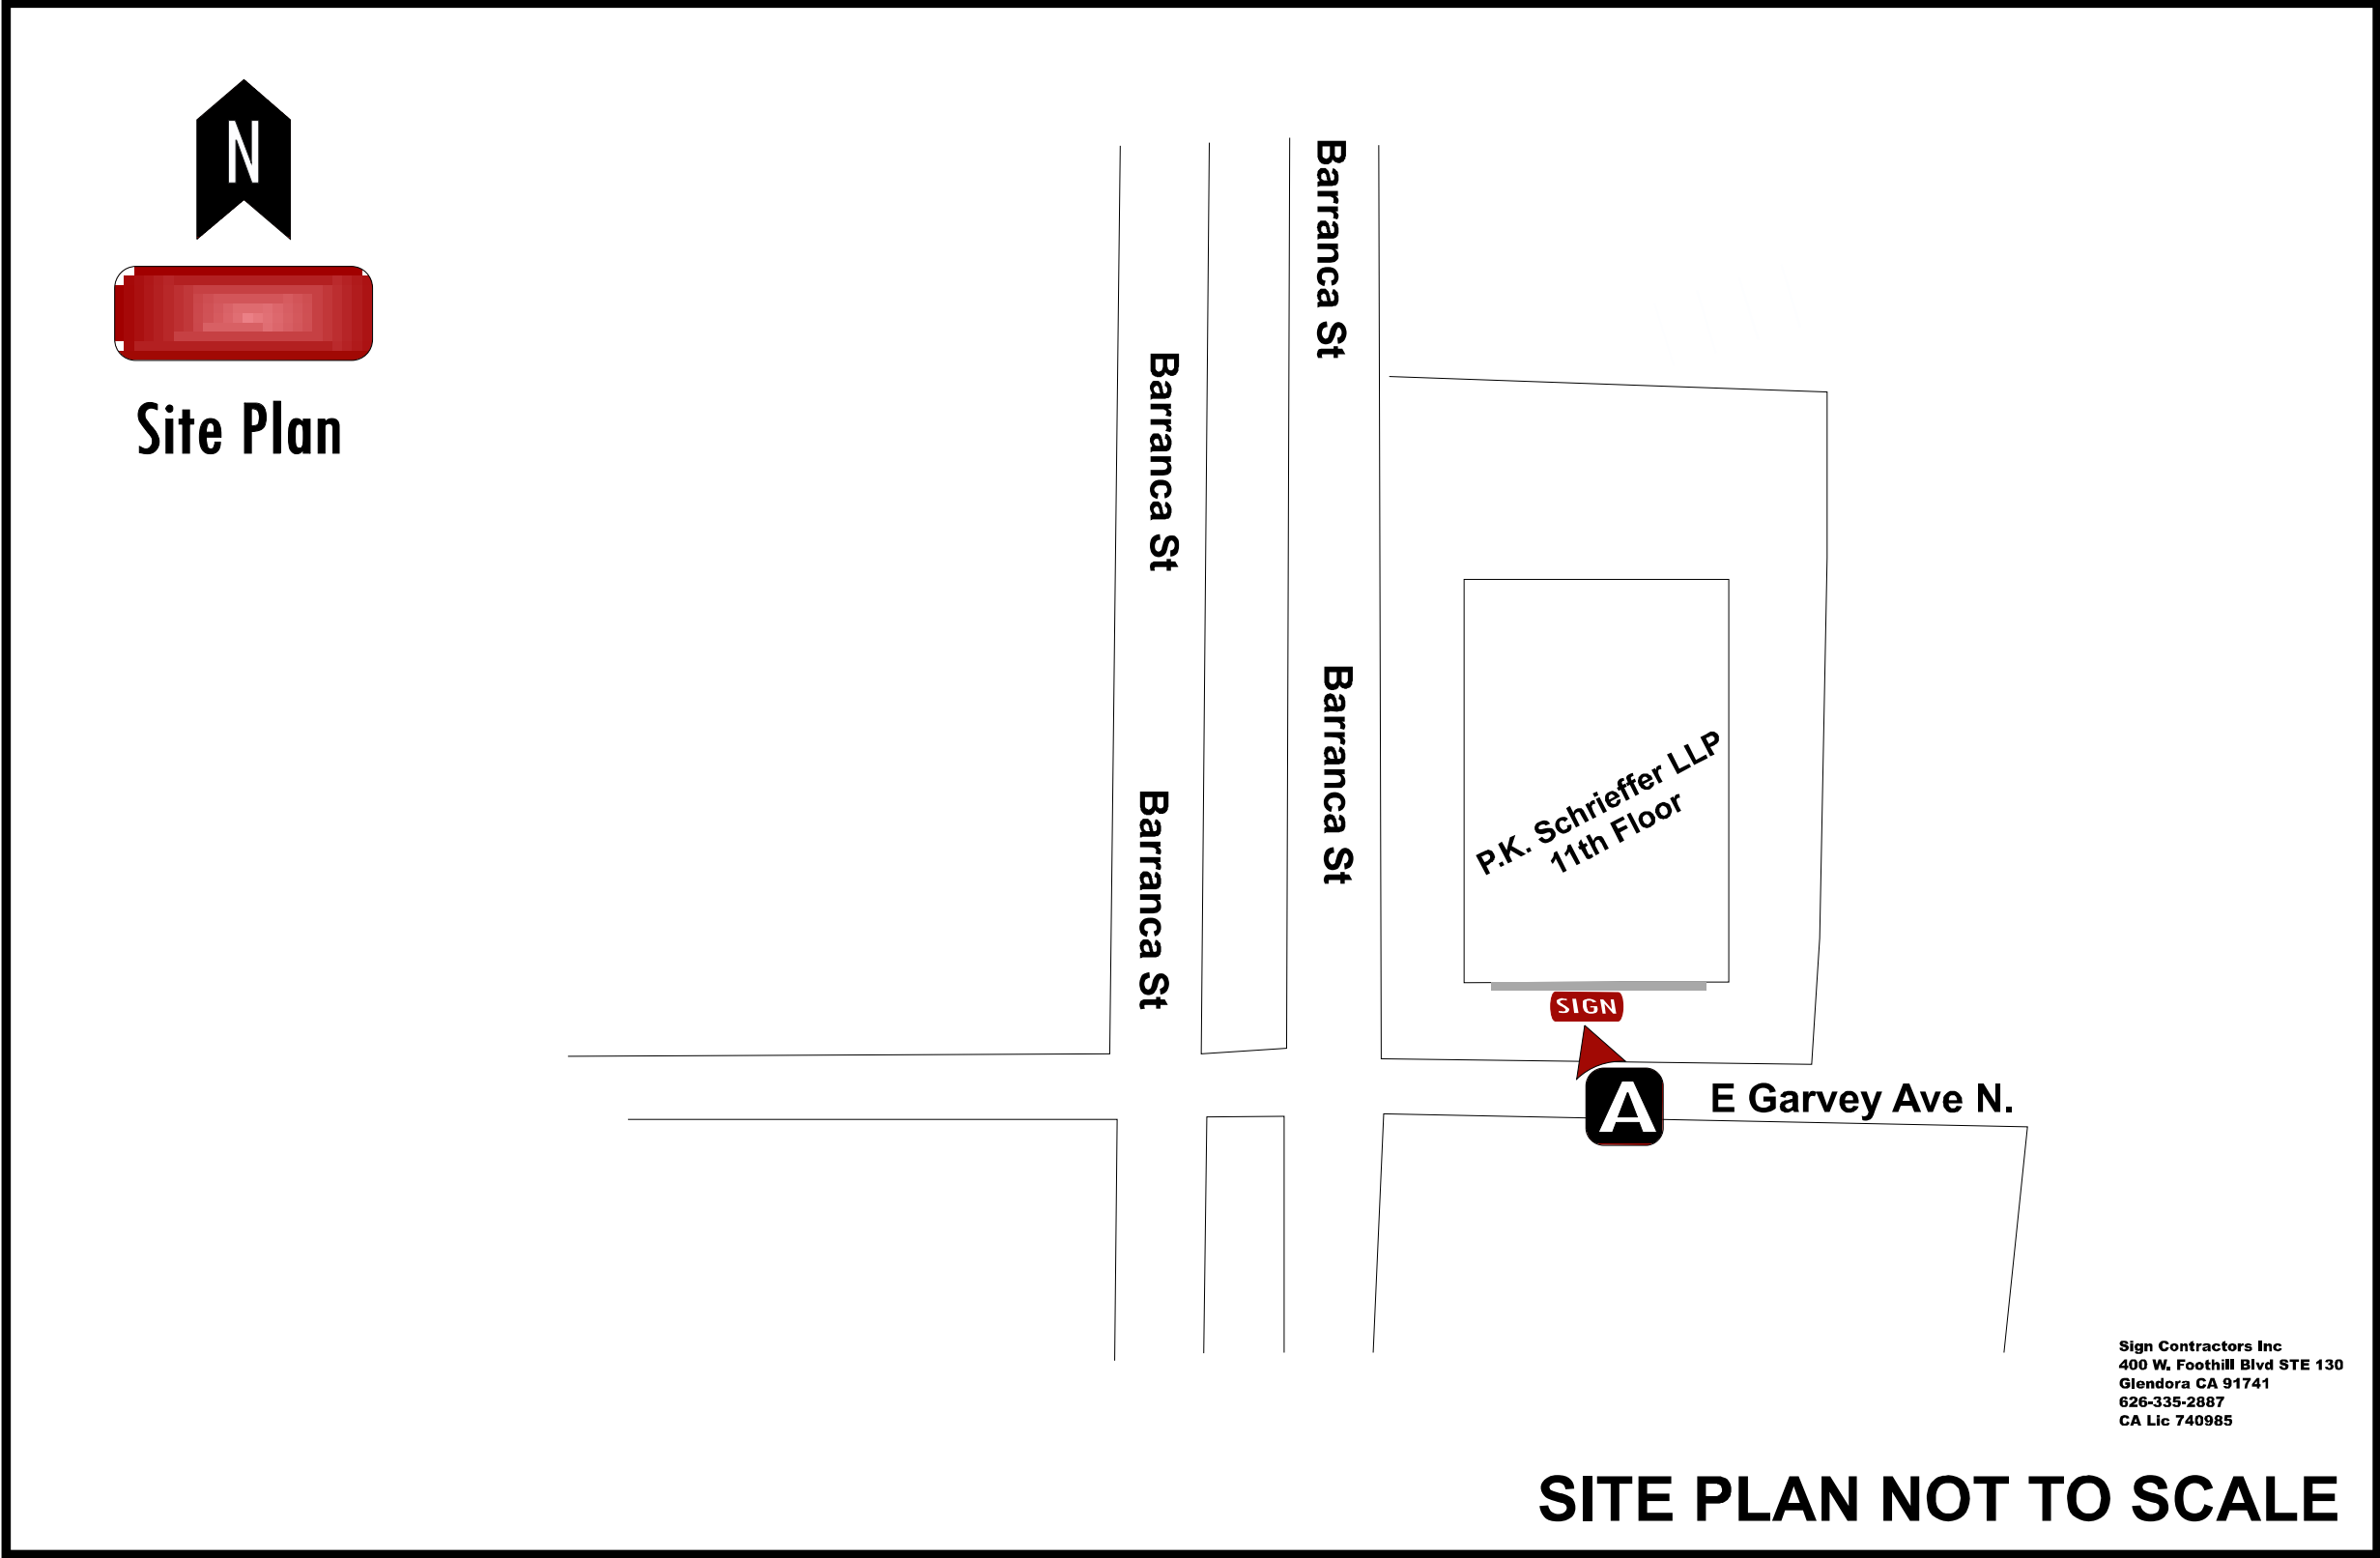 N
Site Plan
Barranca St
Barranca St
Barranca St
Barranca St
P.K. Schrieffer LLP
11th Floor
SIGN
A
E Garvey Ave N.
Sign Contractors Inc
400 W. Foothill Blvd STE 130
Glendora CA 91741
626-335-2887
CA Lic 740985
SITE PLAN NOT TO SCALE